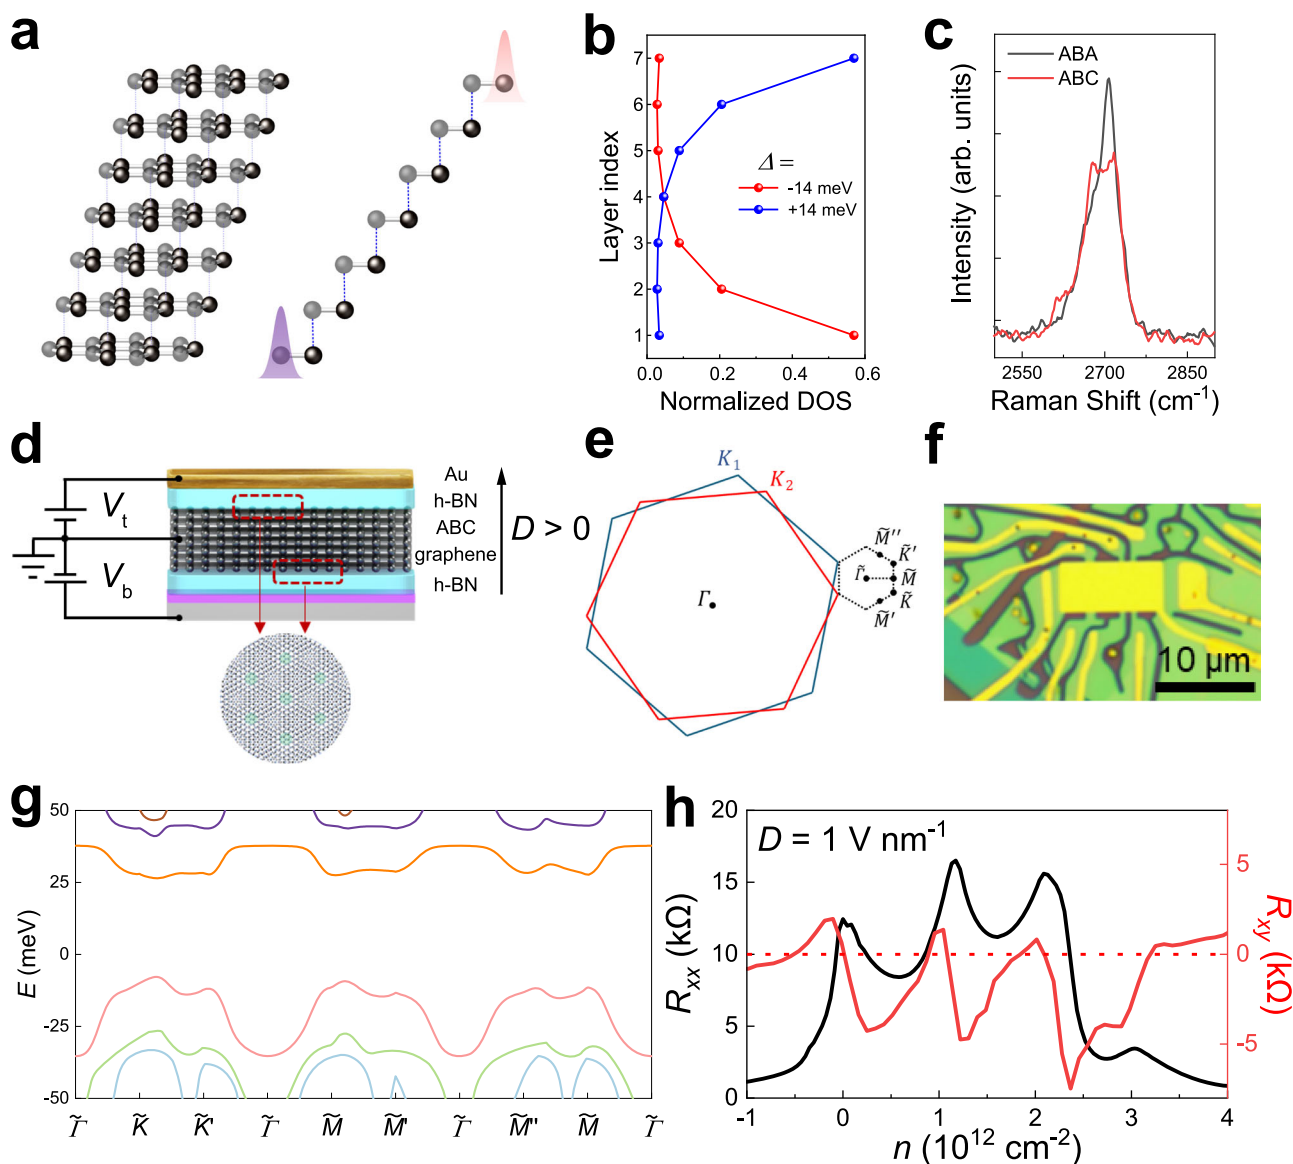 a
b
7
6
5
4
3
2
1
Layer index
Δ =
-14 meV
+14 meV
0.0
0.2
0.4
0.6
Normalized DOS
c
ABA
ABC
Intensity (arb. units)
2550
2700
2850
Raman Shift (cm⁻¹)
d
Vt
Vb
Au
h-BN
ABC
graphene
h-BN
D > 0
e
K₁
K₂
Γ
M̃''
K̃'
Γ̃
M̃
K̃
M̃'
f
10 μm
g
50
25
0
-25
-50
E (meV)
Γ̃ K̃ K̃' Γ̃ M̃ M̃' Γ̃ M̃'' M̃ Γ̃
h
D = 1 V nm⁻¹
20
15
10
5
0
Rxx (kΩ)
5
0
-5
Rxy (kΩ)
-1 0 1 2 3 4
n (10¹² cm⁻²)